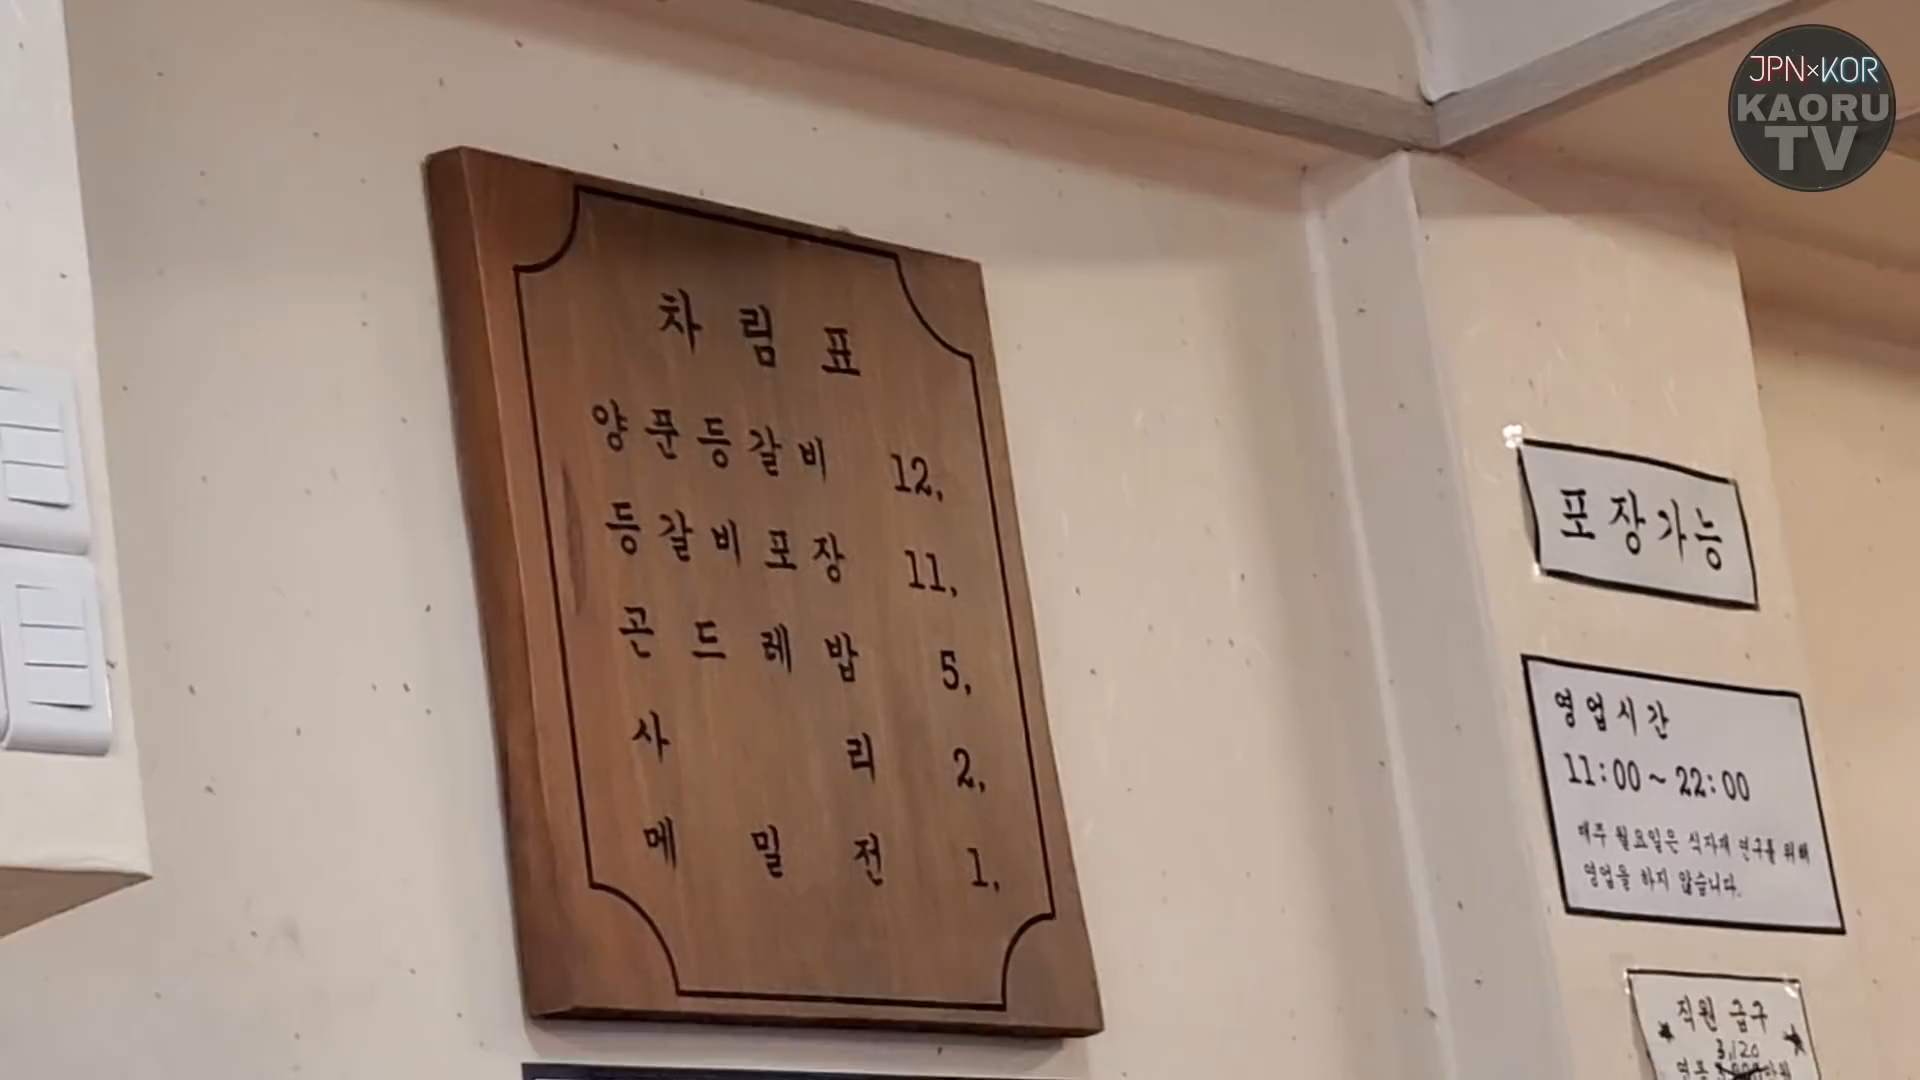 JPN×KOR
KAORU
TV
차림표
양푼등갈비 12,
등갈비포장 11,
곤드레밥 5,
사리 2,
메밀전 1,
포장가능
영업시간
11:00~22:00
매주 월요일은 식자재 연구를 위해
영업을 하지 않습니다.
직원 급구
3,120